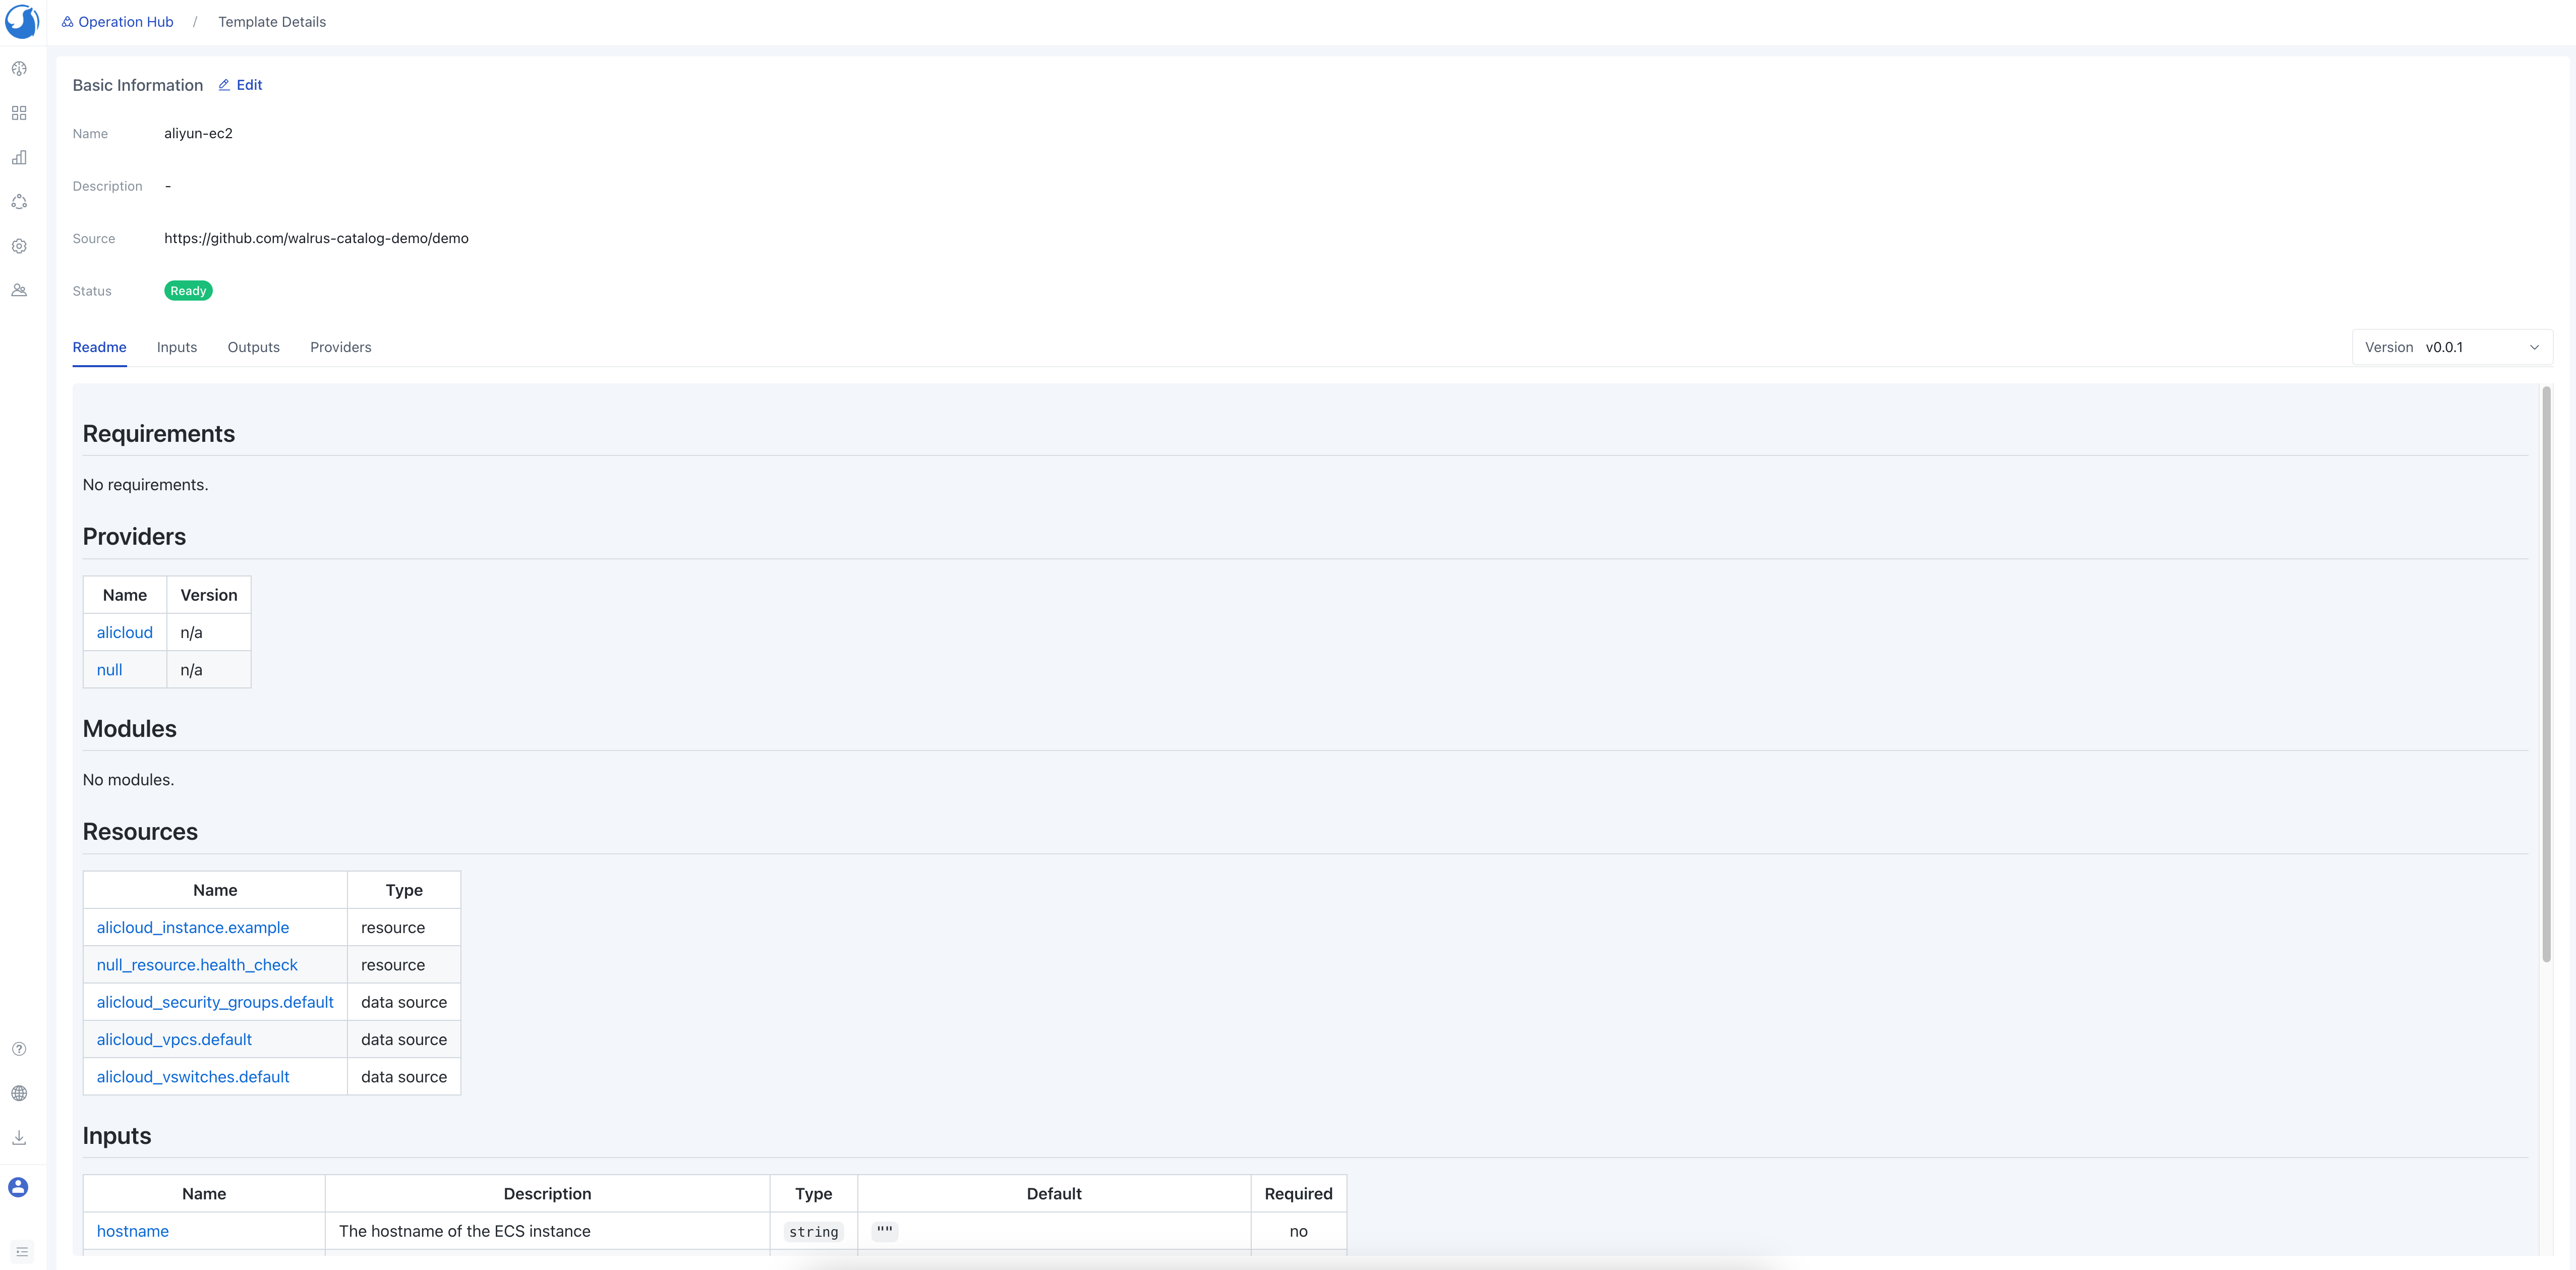 Operation Hub / Template Details
Basic Information Edit
Name aliyun-ec2
Description -
Source https://github.com/walrus-catalog-demo/demo
Status Ready
Readme Inputs Outputs Providers Version v0.0.1
Requirements
No requirements.
Providers
Name Version
alicloud n/a
null n/a
Modules
No modules.
Resources
Name Type
alicloud_instance.example resource
null_resource.health_check resource
alicloud_security_groups.default data source
alicloud_vpcs.default data source
alicloud_vswitches.default data source
Inputs
Name Description Type Default Required
hostname The hostname of the ECS instance string "" no